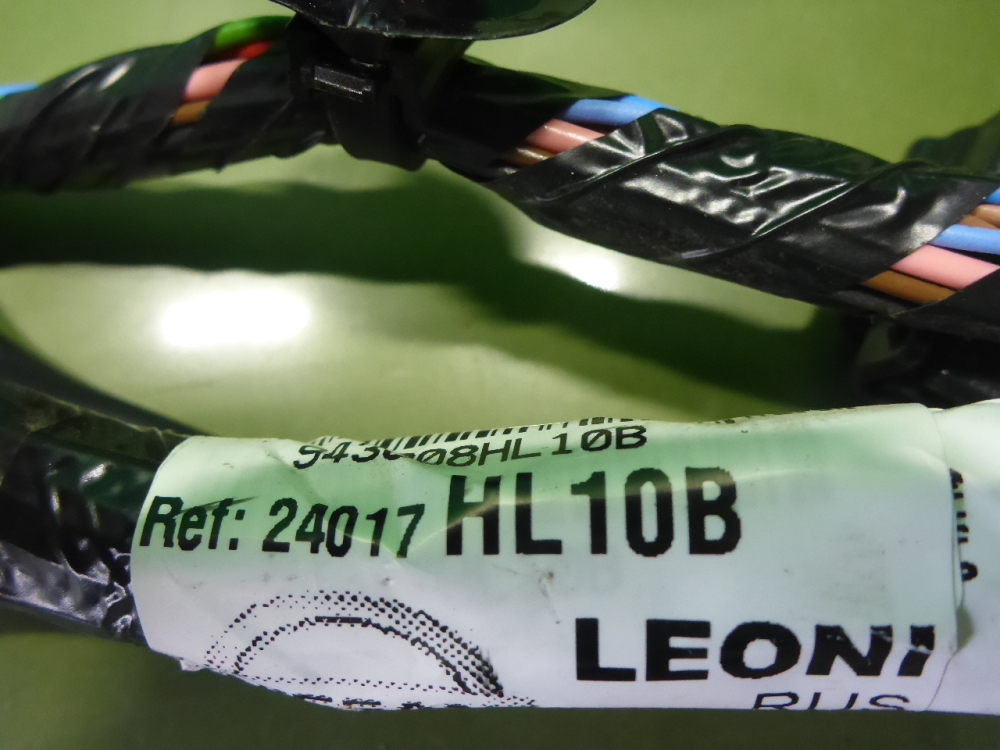 08HL10B
Ref: 24017 HL10B
LEONI
RUS